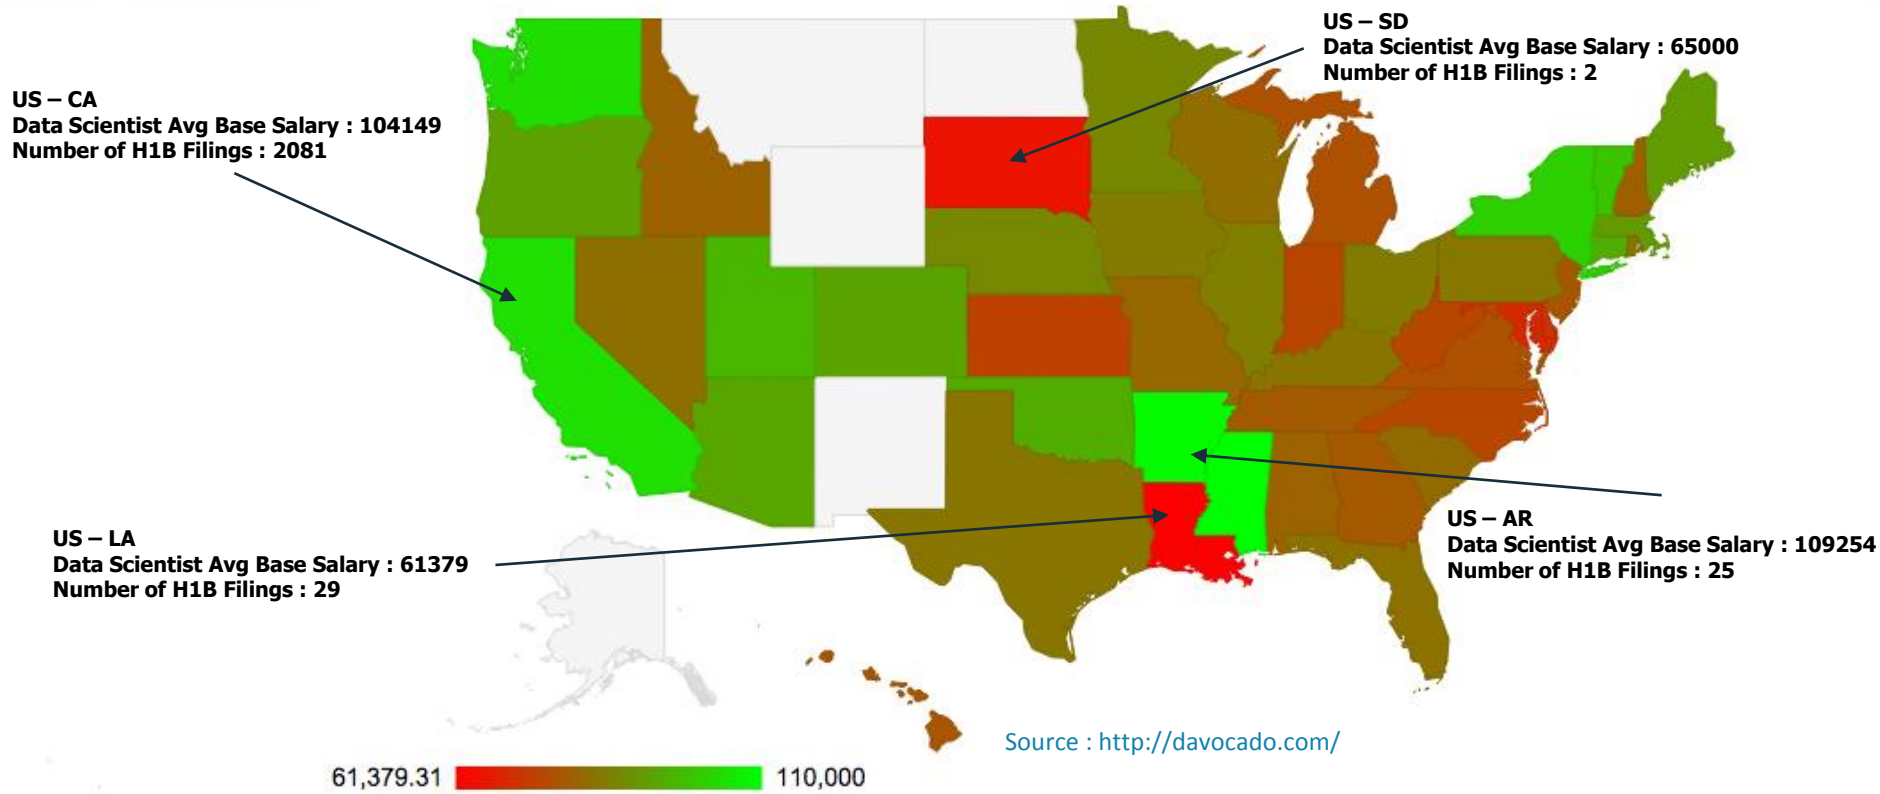 US – SD
Data Scientist Avg Base Salary : 65000
Number of H1B Filings : 2
US – CA
Data Scientist Avg Base Salary : 104149
Number of H1B Filings : 2081
US – AR
Data Scientist Avg Base Salary : 109254
Number of H1B Filings : 25
US – LA
Data Scientist Avg Base Salary : 61379
Number of H1B Filings : 29
Source : http://davocado.com/
61,379.31
110,000